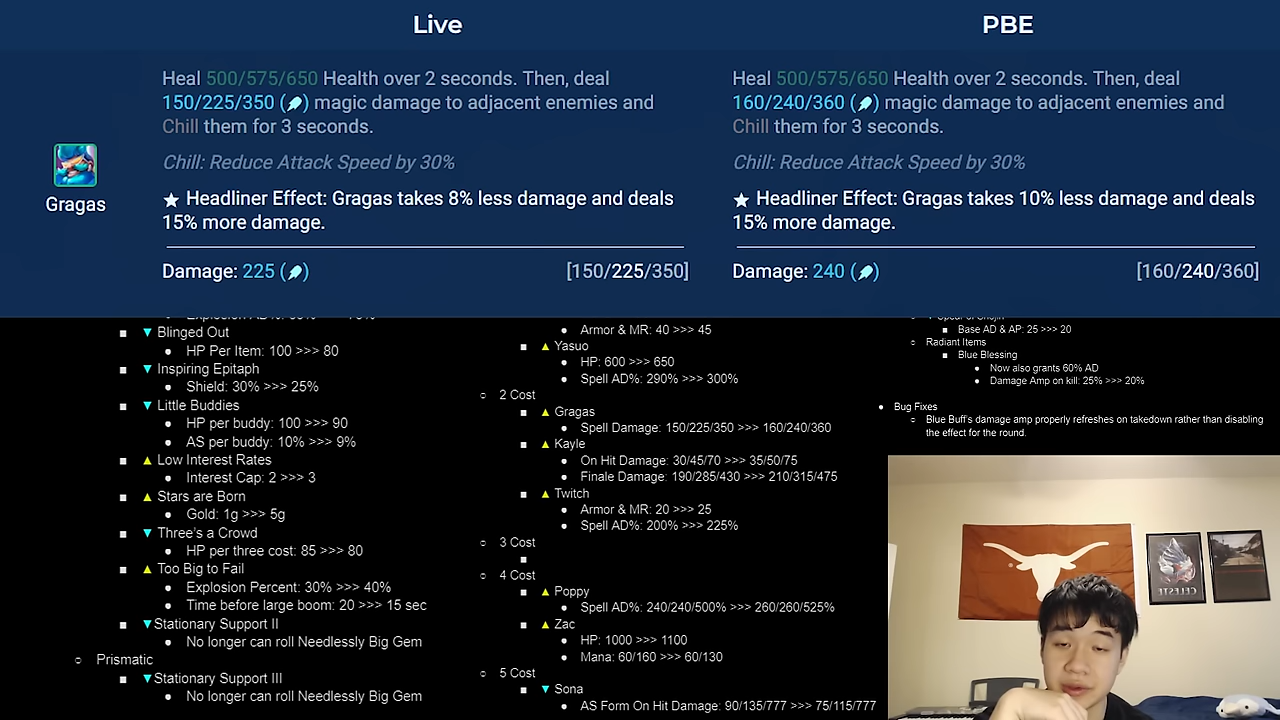 Live
PBE
Heal 500/575/650 Health over 2 seconds. Then, deal
150/225/350 ( ) magic damage to adjacent enemies and
Chill them for 3 seconds.
Chill: Reduce Attack Speed by 30%
★ Headliner Effect: Gragas takes 8% less damage and deals
15% more damage.
Damage: 225 ( ) [150/225/350]
Heal 500/575/650 Health over 2 seconds. Then, deal
160/240/360 ( ) magic damage to adjacent enemies and
Chill them for 3 seconds.
Chill: Reduce Attack Speed by 30%
★ Headliner Effect: Gragas takes 10% less damage and deals
15% more damage.
Damage: 240 ( ) [160/240/360]
Gragas
▼ Blinged Out
HP Per Item: 100 >>> 80
▼ Inspiring Epitaph
Shield: 30% >>> 25%
▼ Little Buddies
HP per buddy: 100 >>> 90
AS per buddy: 10% >>> 9%
▲ Low Interest Rates
Interest Cap: 2 >>> 3
▲ Stars are Born
Gold: 1g >>> 5g
▼ Three's a Crowd
HP per three cost: 85 >>> 80
▲ Too Big to Fail
Explosion Percent: 30% >>> 40%
Time before large boom: 20 >>> 15 sec
▼ Stationary Support II
No longer can roll Needlessly Big Gem
Prismatic
▼ Stationary Support III
No longer can roll Needlessly Big Gem
Armor & MR: 40 >>> 45
▲ Yasuo
HP: 600 >>> 650
Spell AD%: 290% >>> 300%
2 Cost
▲ Gragas
Spell Damage: 150/225/350 >>> 160/240/360
▲ Kayle
On Hit Damage: 30/45/70 >>> 35/50/75
Finale Damage: 190/285/430 >>> 210/315/475
▲ Twitch
Armor & MR: 20 >>> 25
Spell AD%: 200% >>> 225%
3 Cost
4 Cost
▲ Poppy
Spell AD%: 240/240/500% >>> 260/260/525%
▲ Zac
HP: 1000 >>> 1100
Mana: 60/160 >>> 60/130
5 Cost
▼ Sona
AS Form On Hit Damage: 90/135/777 >>> 75/115/777
Base AD & AP: 25 >>> 20
Radiant Items
Blue Blessing
Now also grants 60% AD
Damage Amp on kill: 25% >>> 20%
Bug Fixes
Blue Buff's damage amp properly refreshes on takedown rather than disabling
the effect for the round.
CELESTE